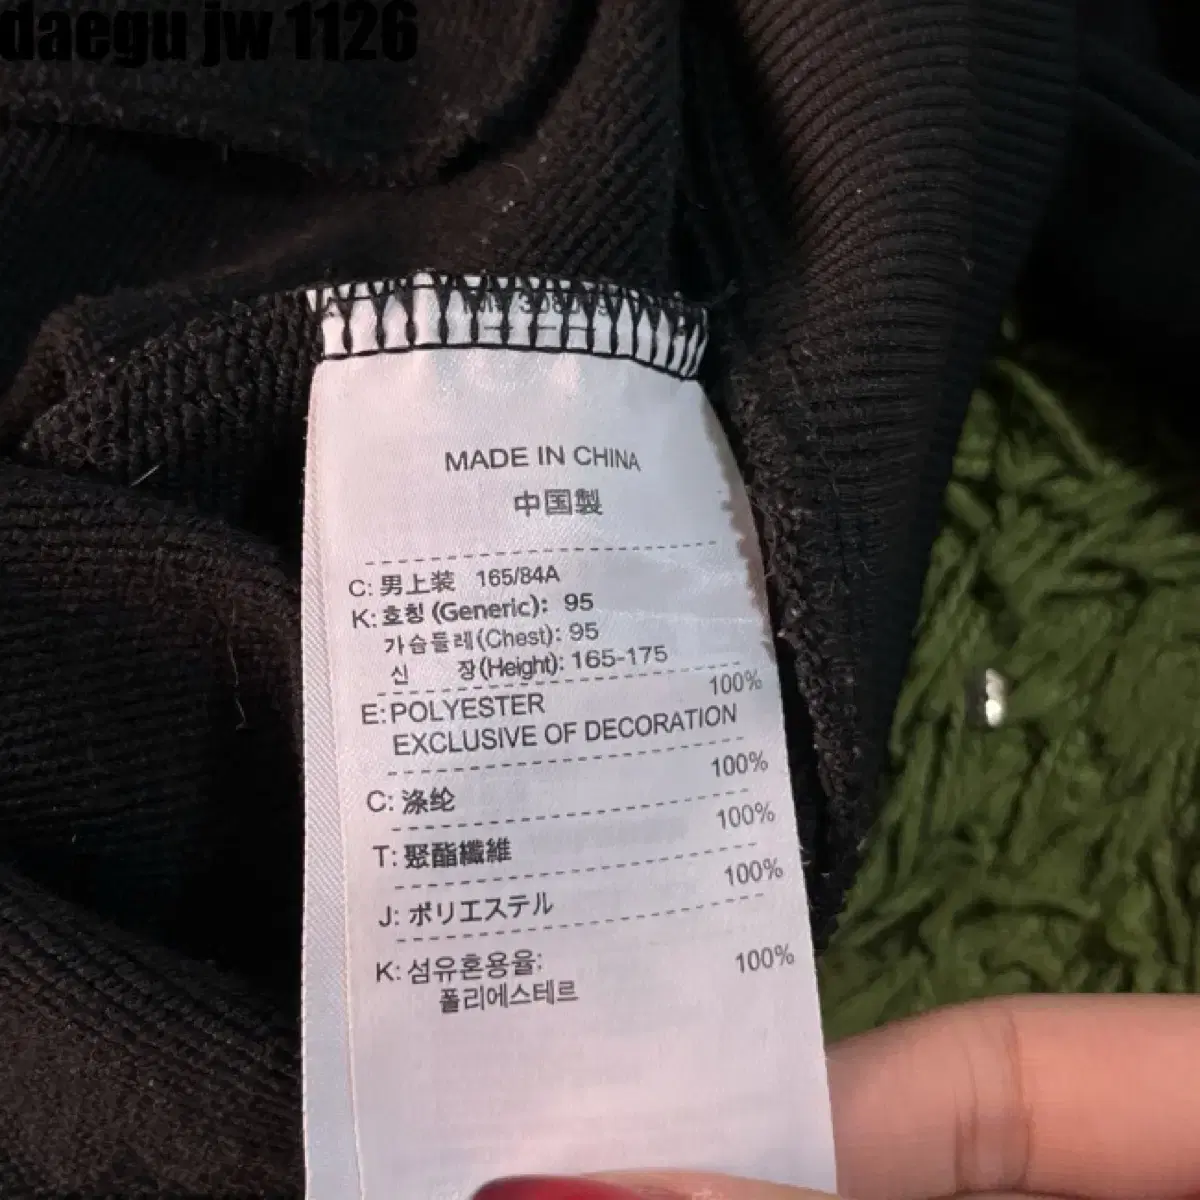 daegu jw 1126
MADE IN CHINA
中国製
C: 男上装 165/84A
K: 호칭 (Generic): 95
가슴둘레(Chest): 95
신 장(Height): 165-175
E: POLYESTER 100%
EXCLUSIVE OF DECORATION
C: 涤纶 100%
T: 聚酯纖維 100%
J: ポリエステル 100%
K: 섬유혼용율:
폴리에스테르 100%